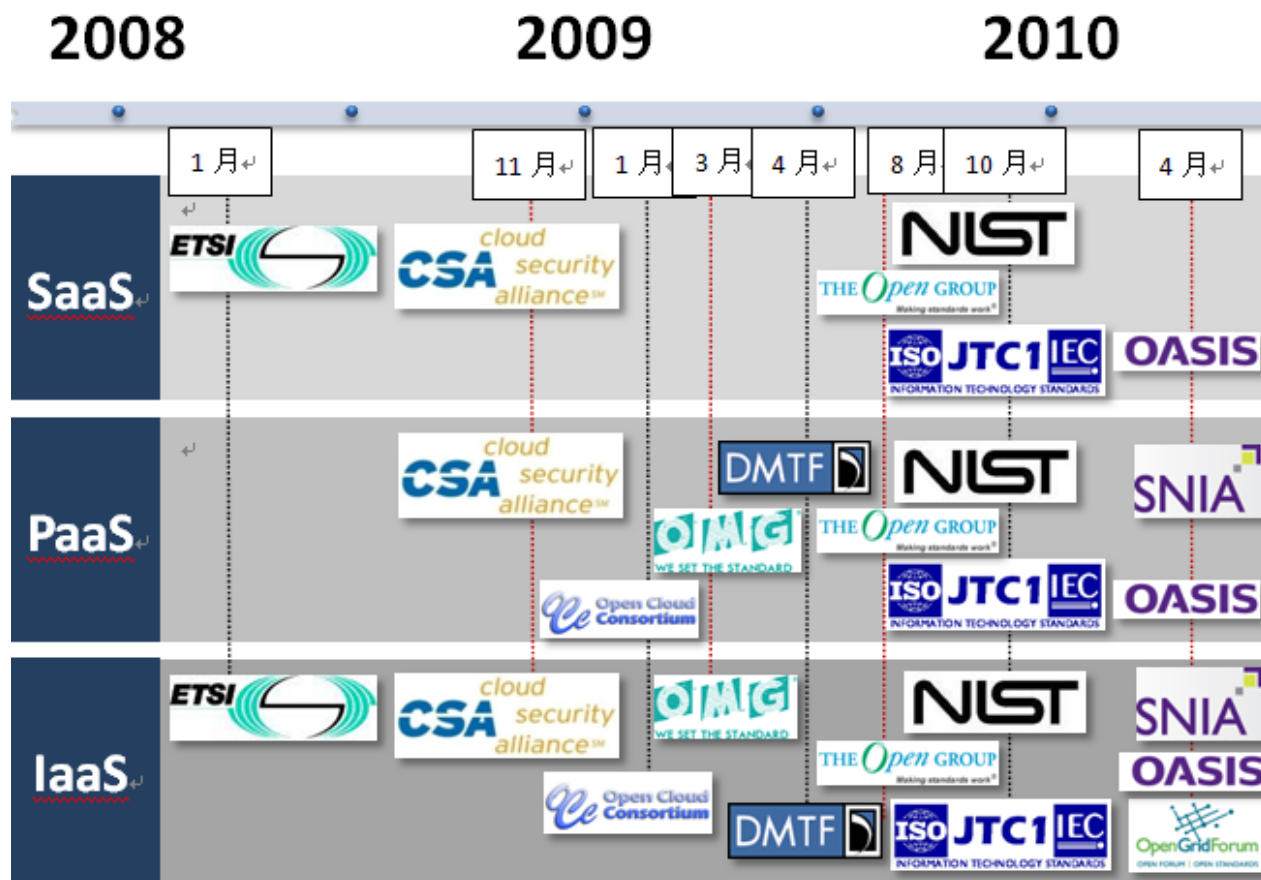 2008 2009 2010
1 月 11 月 1 月 3 月 4 月 8 月 10 月 4 月
SaaS
ETSI
cloud
CSA security
alliance SM
NIST
THE Open GROUP
Making standards work®
ISO JTC1 IEC
INFORMATION TECHNOLOGY STANDARDS
OASIS
PaaS
cloud
CSA security
alliance SM
DMTF
NIST
SNIA
OMG
WE SET THE STANDARD
THE Open GROUP
Making standards work®
Open Cloud
Consortium
ISO JTC1 IEC
INFORMATION TECHNOLOGY STANDARDS
OASIS
IaaS
ETSI
cloud
CSA security
alliance SM
OMG
WE SET THE STANDARD
NIST
SNIA
THE Open GROUP
Making standards work®
OASIS
Open Cloud
Consortium
DMTF
ISO JTC1 IEC
INFORMATION TECHNOLOGY STANDARDS
OpenGridForum
OPEN FORUM | OPEN STANDARDS